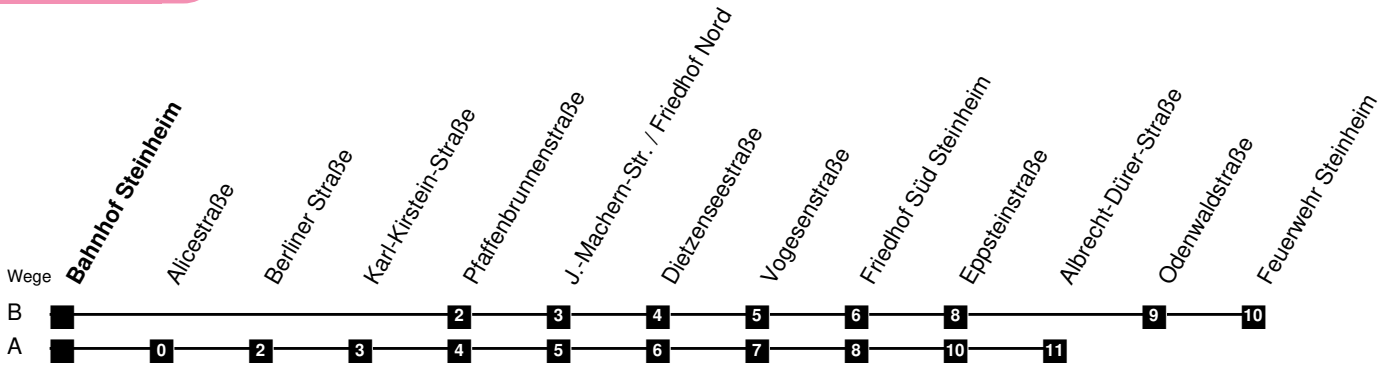 Bahnhof Steinheim
Alicestraße
Berliner Straße
Karl-Kirstein-Straße
Pfaffenbrunnenstraße
J.-Machern-Str. / Friedhof Nord
Dietzenseestraße
Vogesenstraße
Friedhof Süd Steinheim
Eppsteinstraße
Albrecht-Dürer-Straße
Odenwaldstraße
Feuerwehr Steinheim
Wege
B 2 3 4 5 6 8 9 10
A 0 2 3 4 5 6 7 8 10 11